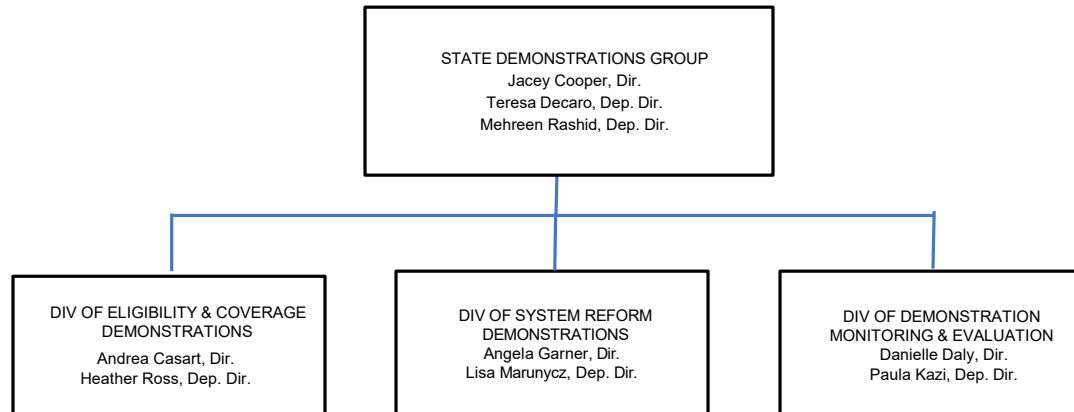 STATE DEMONSTRATIONS GROUP
Jacey Cooper, Dir.
Teresa Decaro, Dep. Dir.
Mehreen Rashid, Dep. Dir.
DIV OF ELIGIBILITY & COVERAGE
DEMONSTRATIONS
Andrea Casart, Dir.
Heather Ross, Dep. Dir.
DIV OF SYSTEM REFORM
DEMONSTRATIONS
Angela Garner, Dir.
Lisa Marunycz, Dep. Dir.
DIV OF DEMONSTRATION
MONITORING & EVALUATION
Danielle Daly, Dir.
Paula Kazi, Dep. Dir.